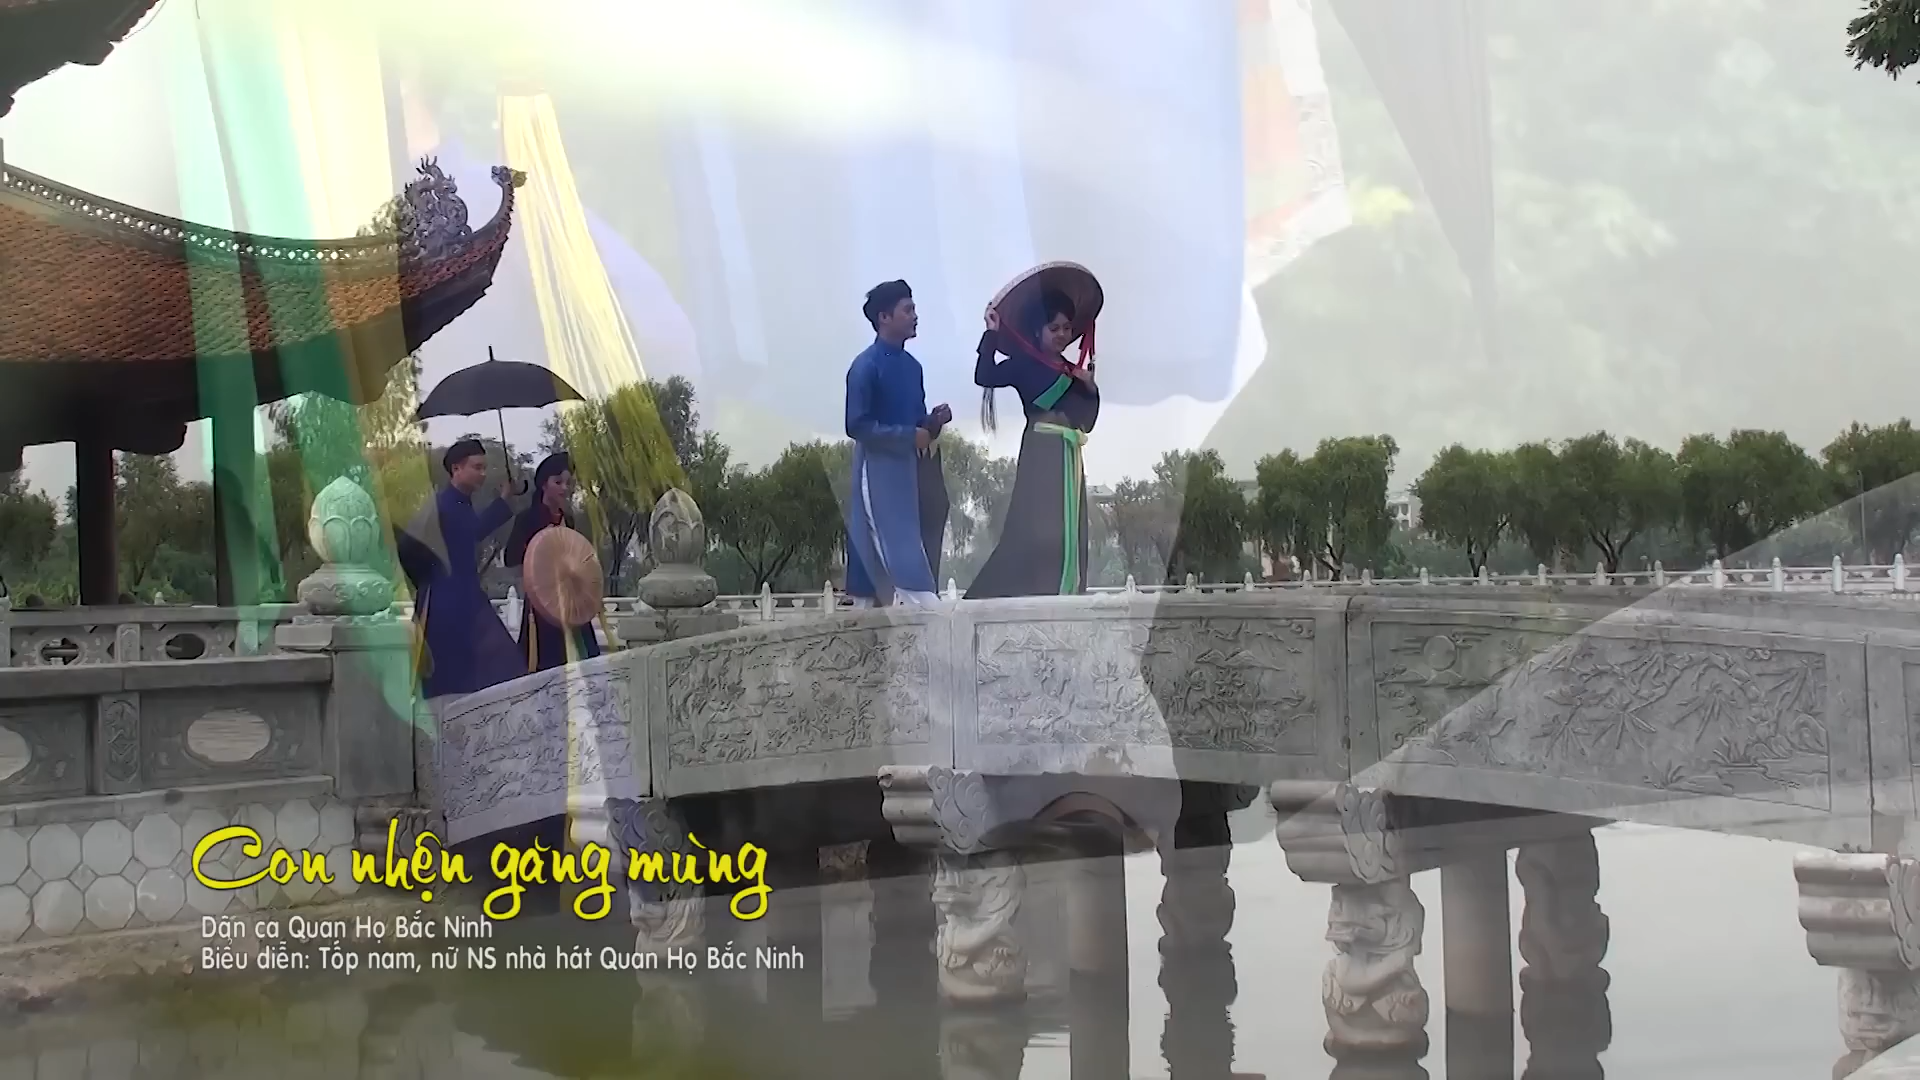 Con nhện găng mùng
Dân ca Quan Họ Bắc Ninh
Biểu diễn: Tốp nam, nữ NS nhà hát Quan Họ Bắc Ninh